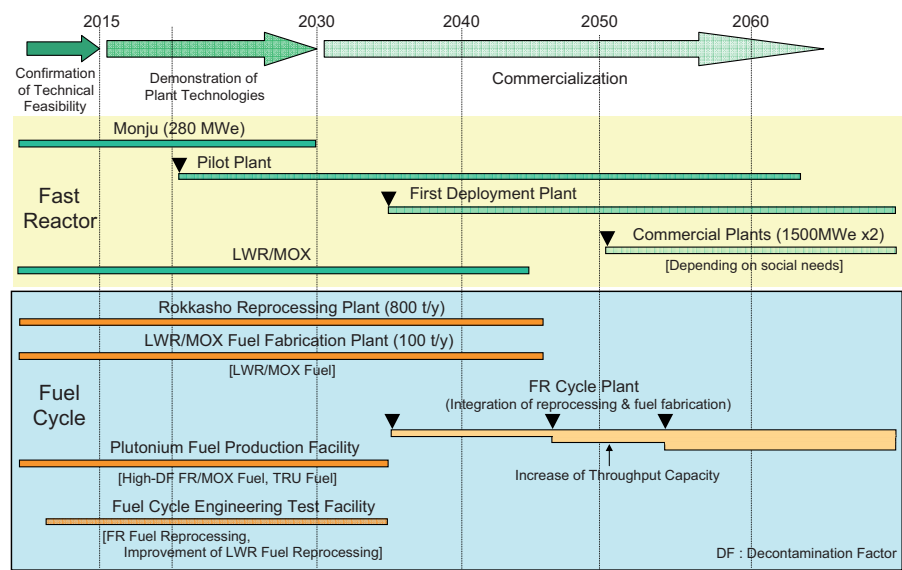 2015
2030
2040
2050
2060
Confirmation
of Technical
Feasibility
Demonstration of
Plant Technologies
Commercialization
Fast
Reactor
Monju (280 MWe)
Pilot Plant
First Deployment Plant
Commercial Plants (1500MWe x2)
[Depending on social needs]
LWR/MOX
Fuel
Cycle
Rokkasho Reprocessing Plant (800 t/y)
LWR/MOX Fuel Fabrication Plant (100 t/y)
[LWR/MOX Fuel]
FR Cycle Plant
(Integration of reprocessing & fuel fabrication)
Increase of Throughput Capacity
Plutonium Fuel Production Facility
[High-DF FR/MOX Fuel, TRU Fuel]
Fuel Cycle Engineering Test Facility
[FR Fuel Reprocessing,
Improvement of LWR Fuel Reprocessing]
DF : Decontamination Factor